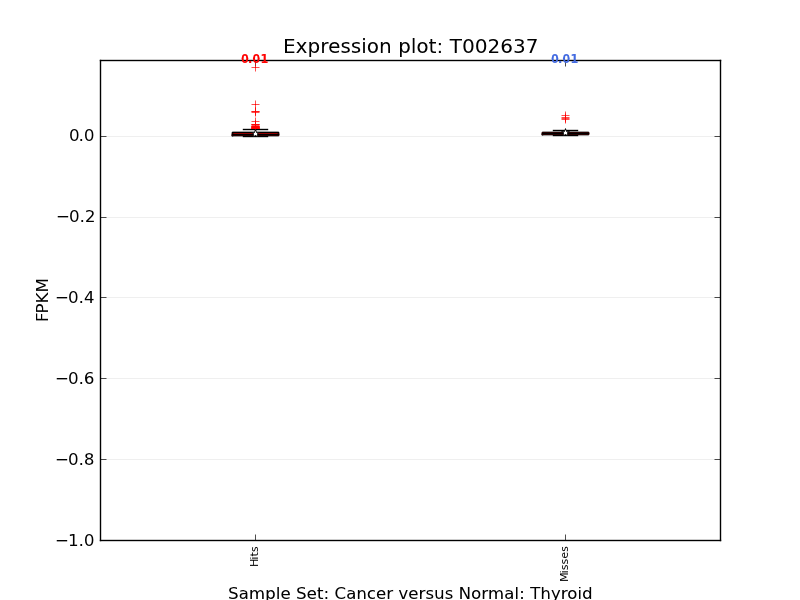 Expression plot: T002637
0.01
0.01
0.0
−0.2
−0.4
−0.6
−0.8
−1.0
FPKM
Hits
Misses
Sample Set: Cancer versus Normal: Thyroid